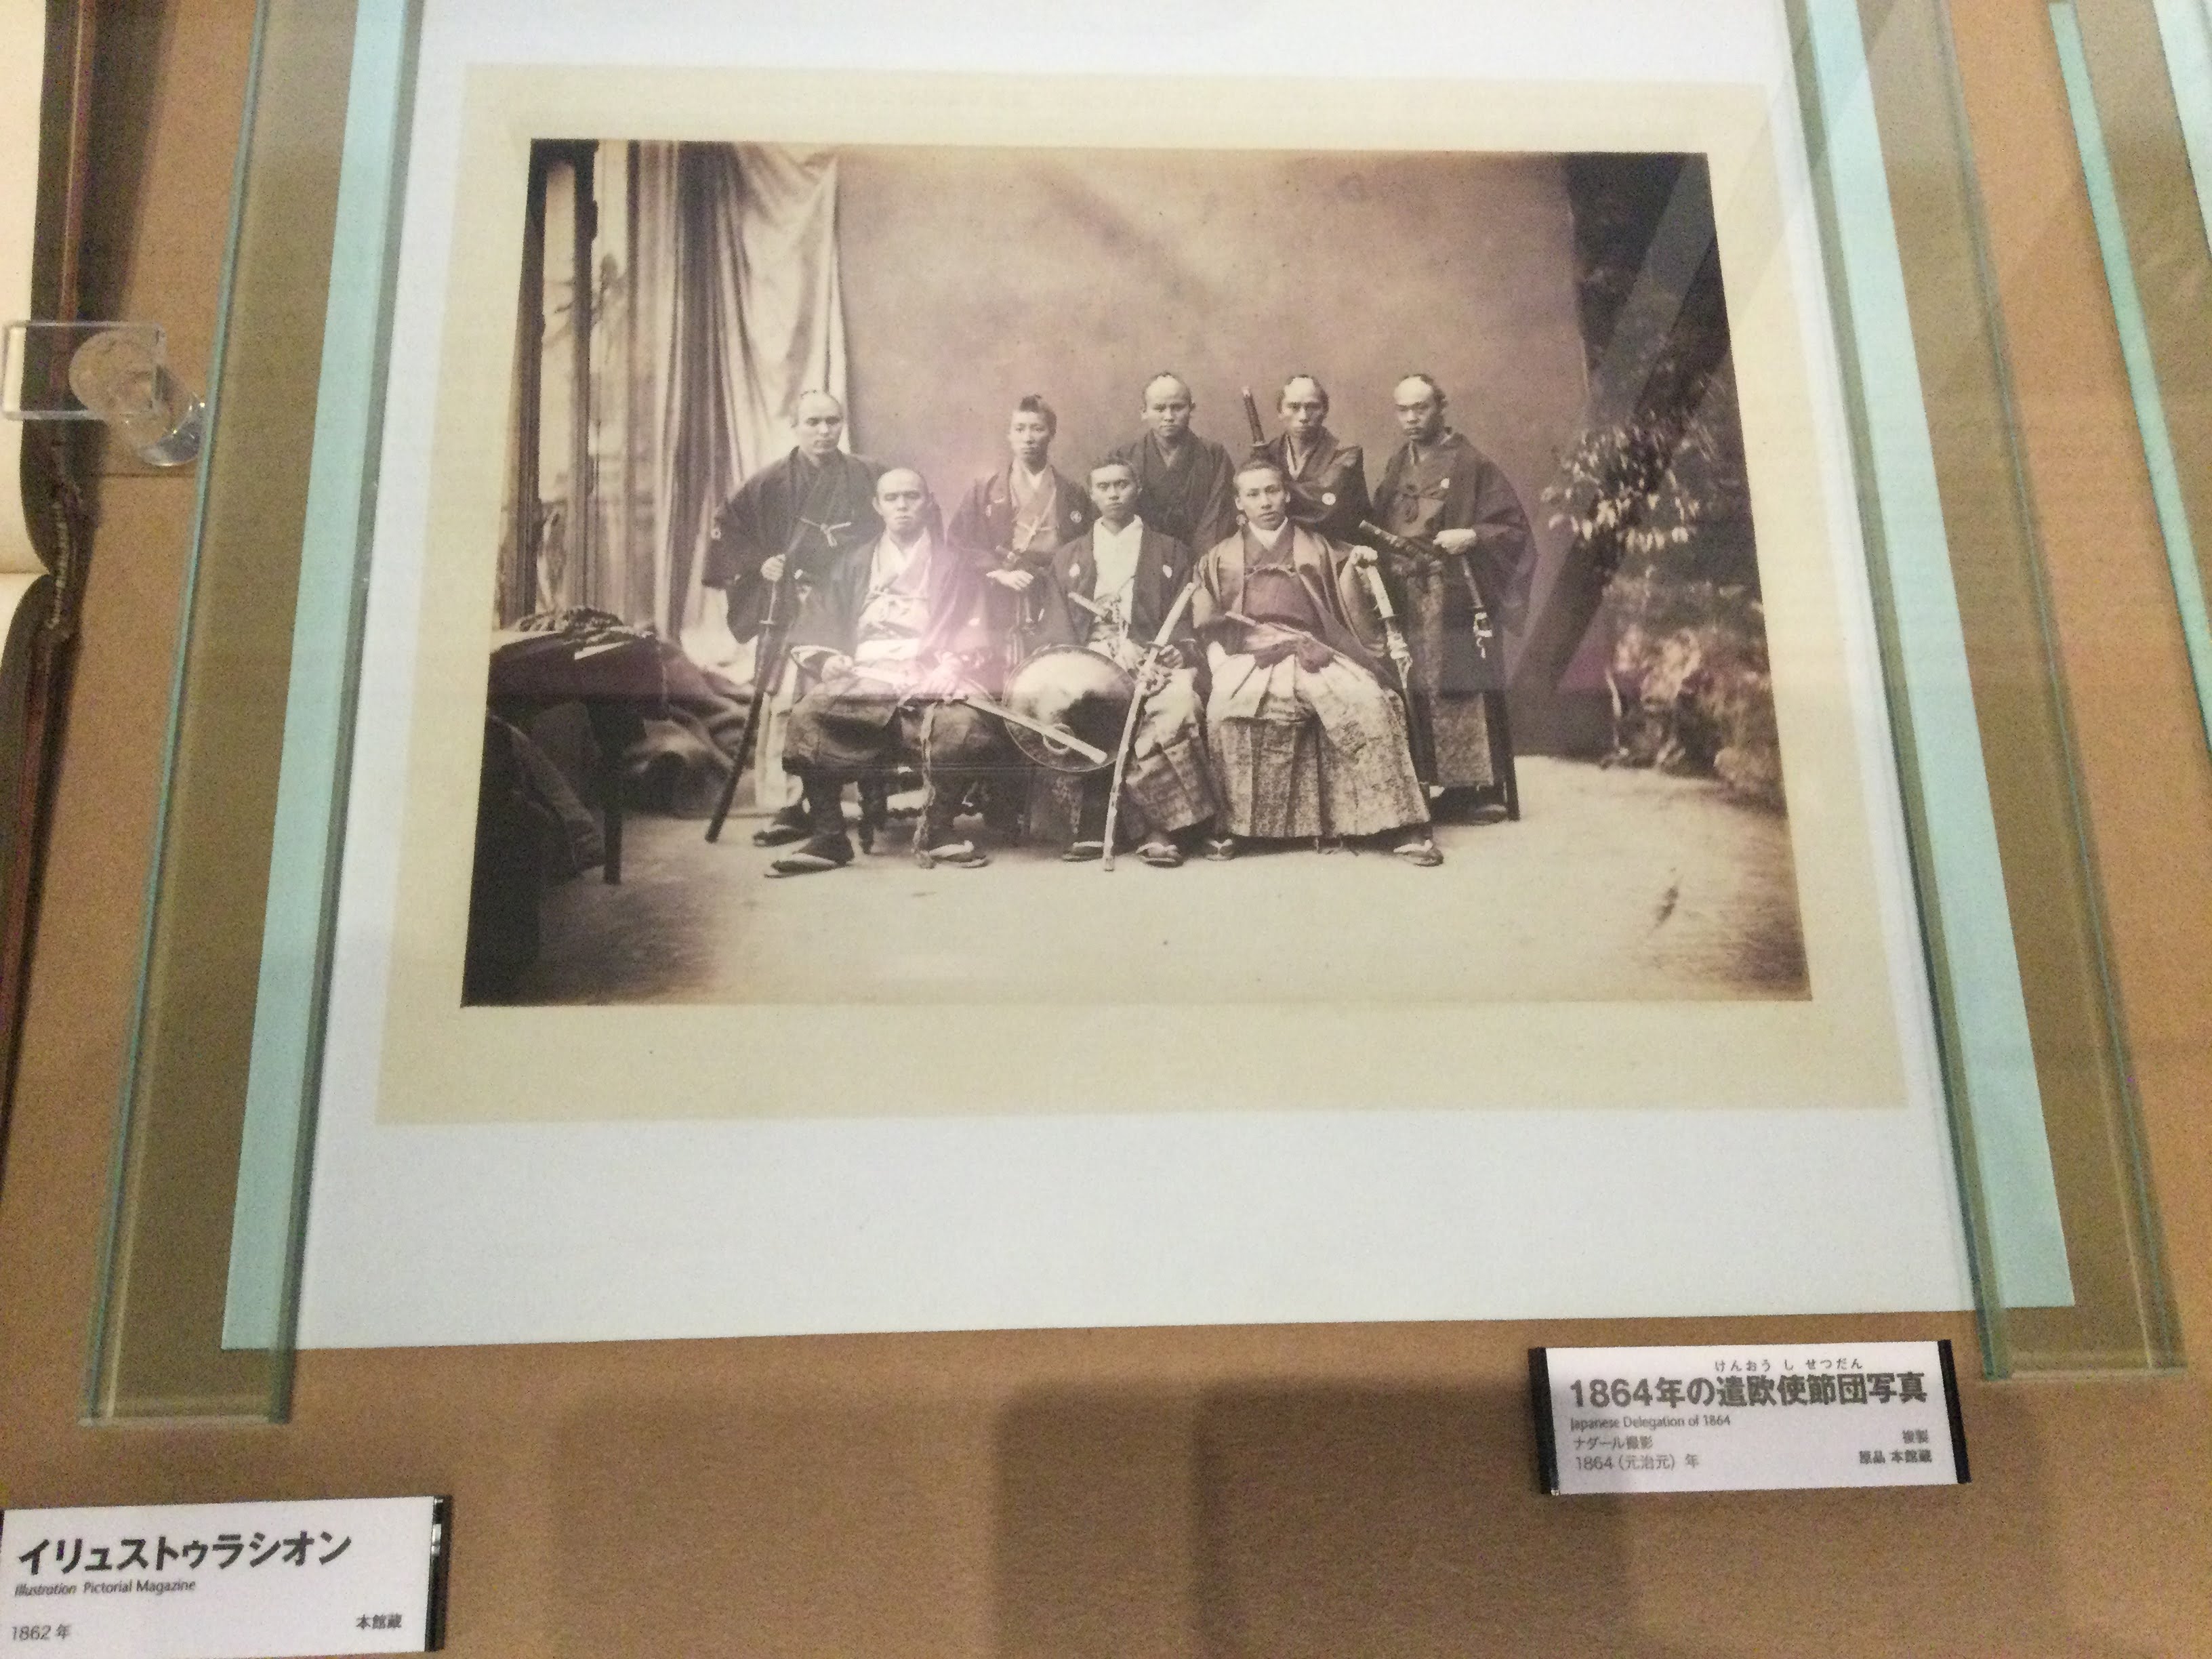 けんおう し せつだん
1864年の遣欧使節団写真
Japanese Delegation of 1864
ナダール撮影
複製
1864（元治元）年
原品 本館蔵
イリュストゥラシオン
Illustration Pictorial Magazine
1862年
本館蔵